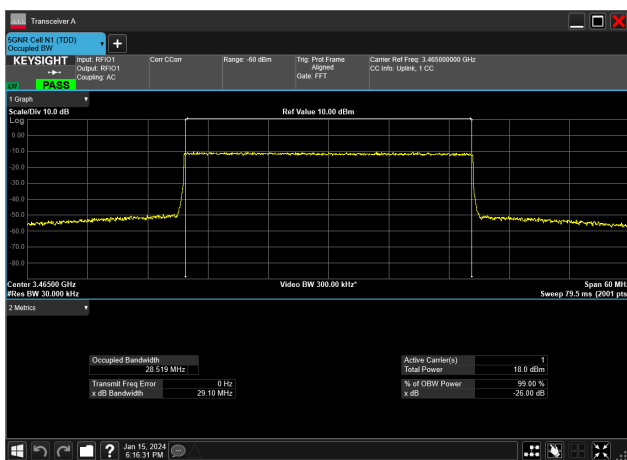 Transceiver A
5GNR Cell N1 (TDD)
Occupied BW
+
KEYSIGHT
LXI
PASS
Input: RFIO1
Output: RFIO1
Coupling: AC
Corr CCorr
Range: -60 dBm
Trig: Prot Frame
Aligned
Gate: FFT
Carrier Ref Freq: 3.465000000 GHz
CC Info: Uplink, 1 CC
1 Graph
Scale/Div 10.0 dB
Ref Value 10.00 dBm
Log
0.00
-10.0
-20.0
-30.0
-40.0
-50.0
-60.0
-70.0
-80.0
Center 3.46500 GHz
Video BW 300.00 kHz*
Span 60 MH
#Res BW 30.000 kHz
Sweep 79.5 ms (2001 pts
2 Metrics
Occupied Bandwidth
28.519 MHz
Transmit Freq Error 0 Hz
x dB Bandwidth 29.10 MHz
Active Carrier(s) 1
Total Power 18.0 dBm
% of OBW Power 99.00 %
x dB -26.00 dB
?
Jan 15, 2024
6:16:31 PM